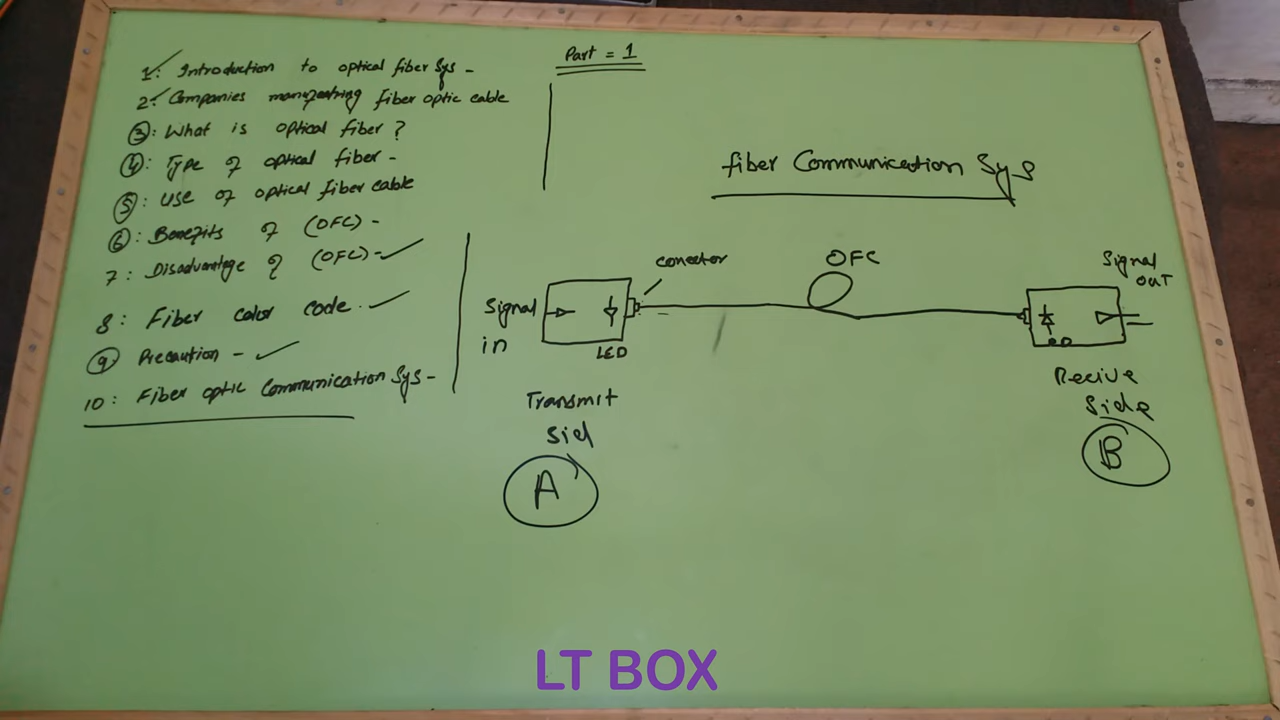 Part = 1
1: Introduction to optical fiber Sys -
2: Companies fiber optic cable
3: What is optical fiber ?
4: Type of optical fiber -
5: Use of optical fiber cable
6: Benefits of (OFC) -
7: Disadvantage of (OFC) -
8: Fiber color code -
9: Precaution -
10: Fiber optic Communication Sys -
fiber Communication Sys
conector
OFC
Signal out
Signal in
LED
Transmit
Sid
A
Recive
Side
B
LT BOX